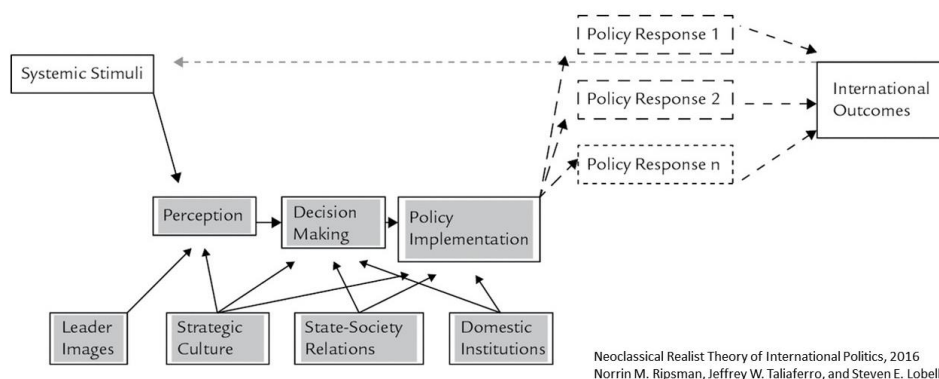 Policy Response 1
Systemic Stimuli
Policy Response 2
International
Outcomes
Policy Response n
Perception
Decision
Making
Policy
Implementation
Leader
Images
Strategic
Culture
State-Society
Relations
Domestic
Institutions
Neoclassical Realist Theory of International Politics, 2016
Norrin M. Ripsman, Jeffrey W. Taliaferro, and Steven E. Lobell